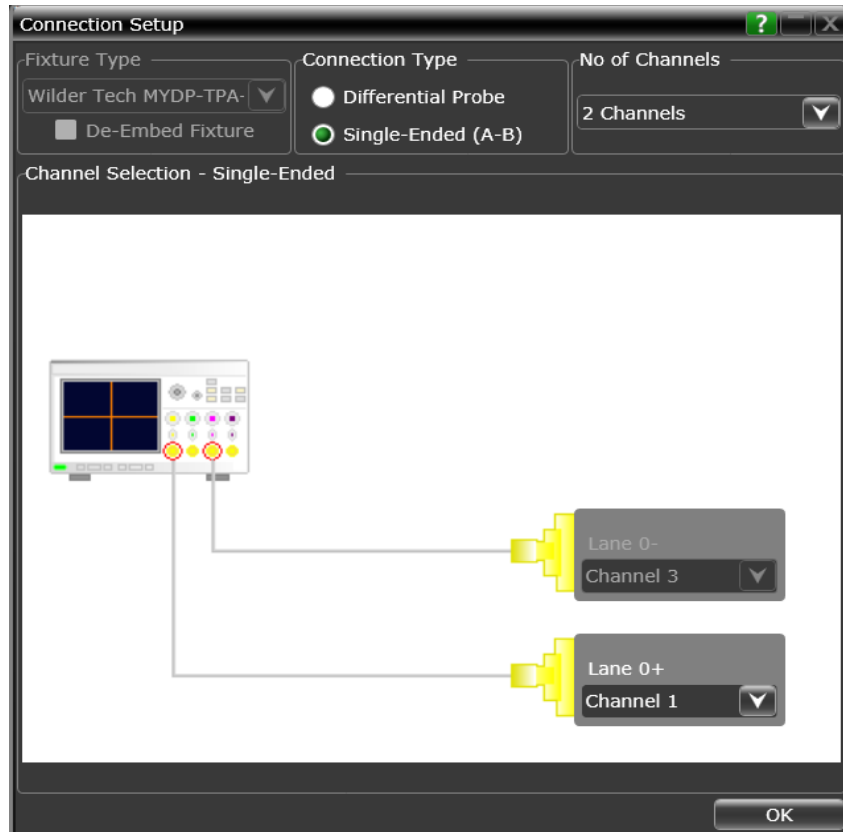 Connection Setup
?
X
Fixture Type
Wilder Tech MYDP-TPA-
De-Embed Fixture
Connection Type
Differential Probe
Single-Ended (A-B)
No of Channels
2 Channels
Channel Selection - Single-Ended
Lane 0-
Channel 3
Lane 0+
Channel 1
OK